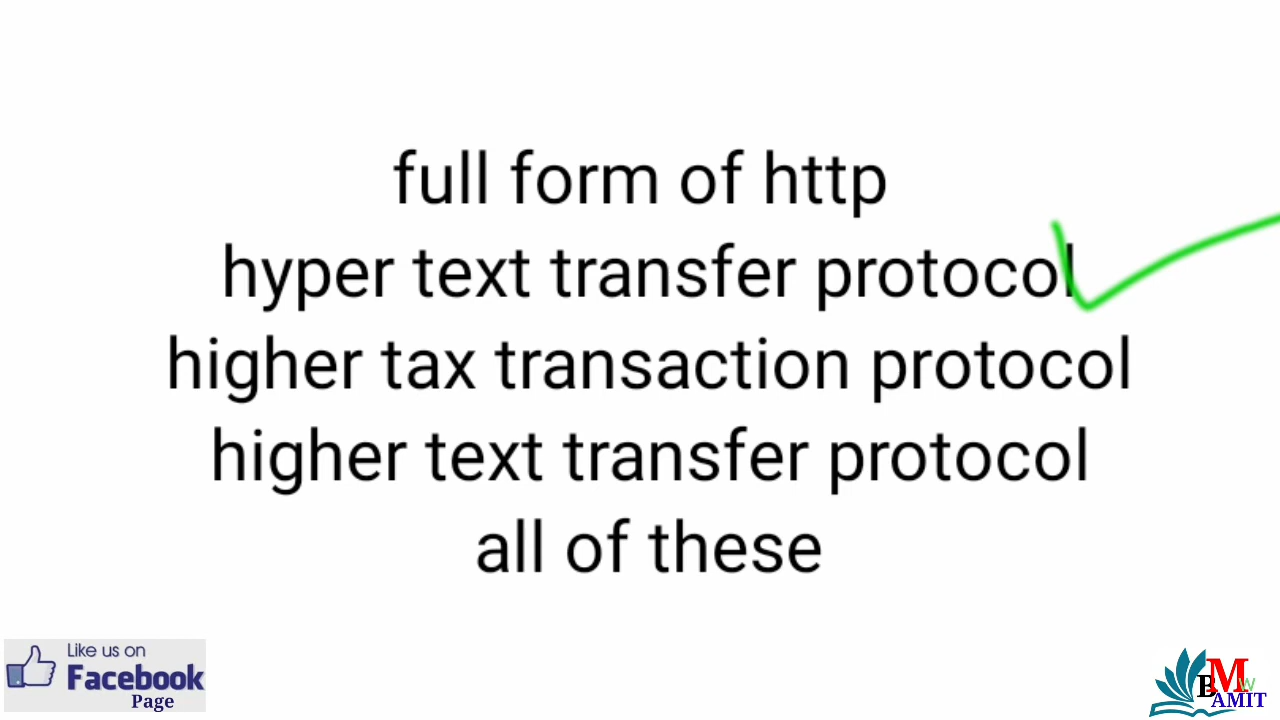 full form of http
hyper text transfer protocol
higher tax transaction protocol
higher text transfer protocol
all of these
Like us on
Facebook
Page
BMW
AMIT